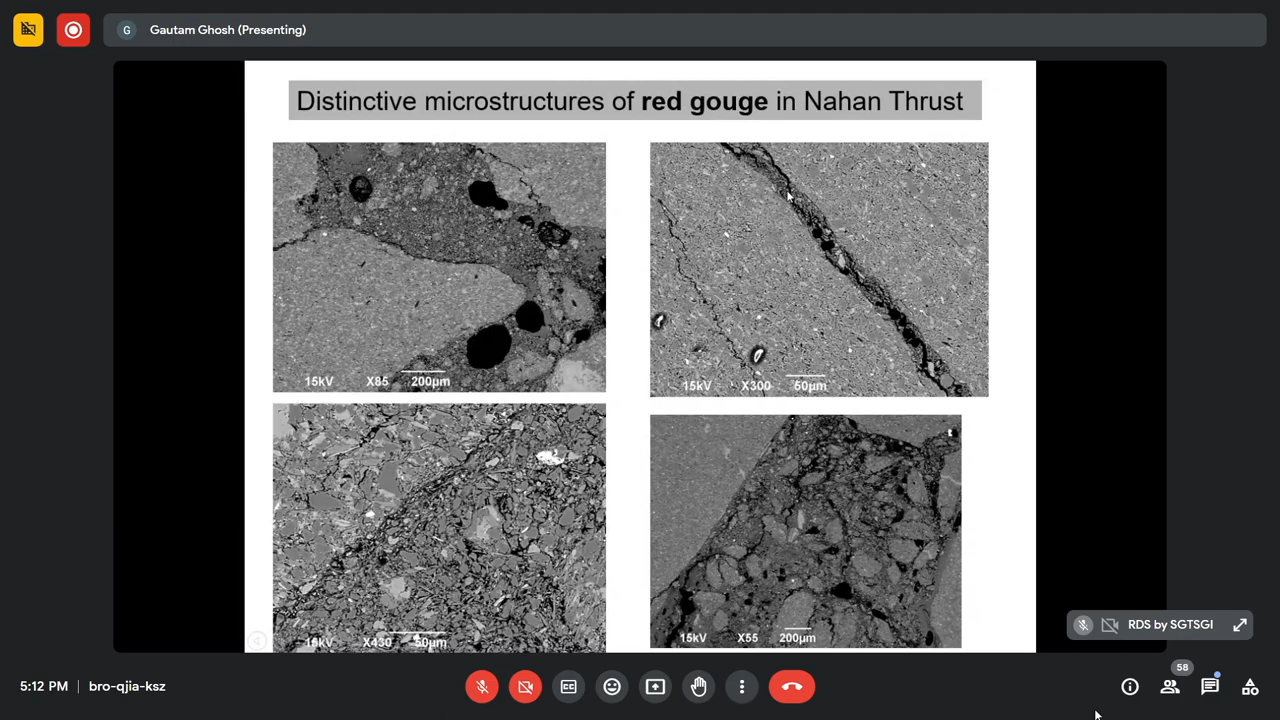 G Gautam Ghosh (Presenting)
Distinctive microstructures of red gouge in Nahan Thrust
15kV X85 200µm
15kV X300 50µm
15kV X430 50µm
15kV X55 200µm
RDS by SGTSGI
58
5:12 PM bro-qjia-ksz
CC